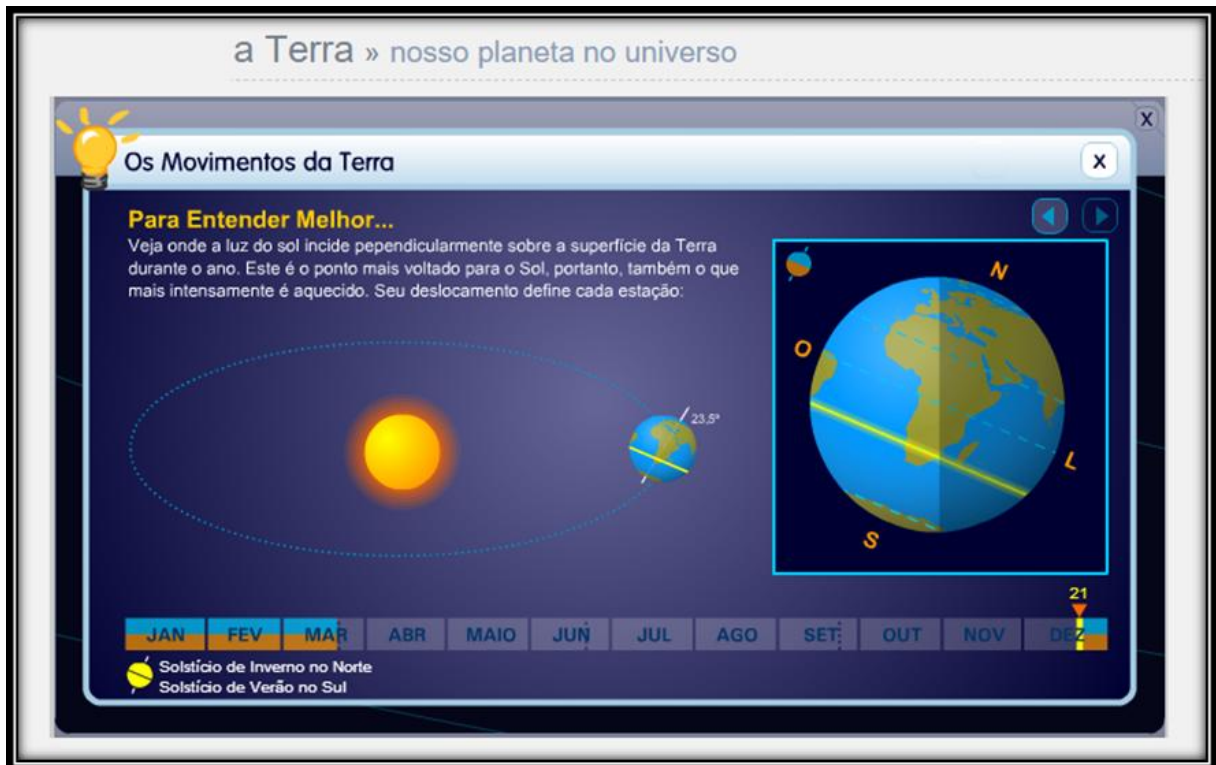 a Terra » nosso planeta no universo
X
Os Movimentos da Terra
X
Para Entender Melhor...
Veja onde a luz do sol incide pependicularmente sobre a superfície da Terra
durante o ano. Este é o ponto mais voltado para o Sol, portanto, também o que
mais intensamente é aquecido. Seu deslocamento define cada estação:
N
O
L
S
23,5º
21
JAN FEV MAR ABR MAIO JUN JUL AGO SET OUT NOV DEZ
Solstício de Inverno no Norte
Solstício de Verão no Sul